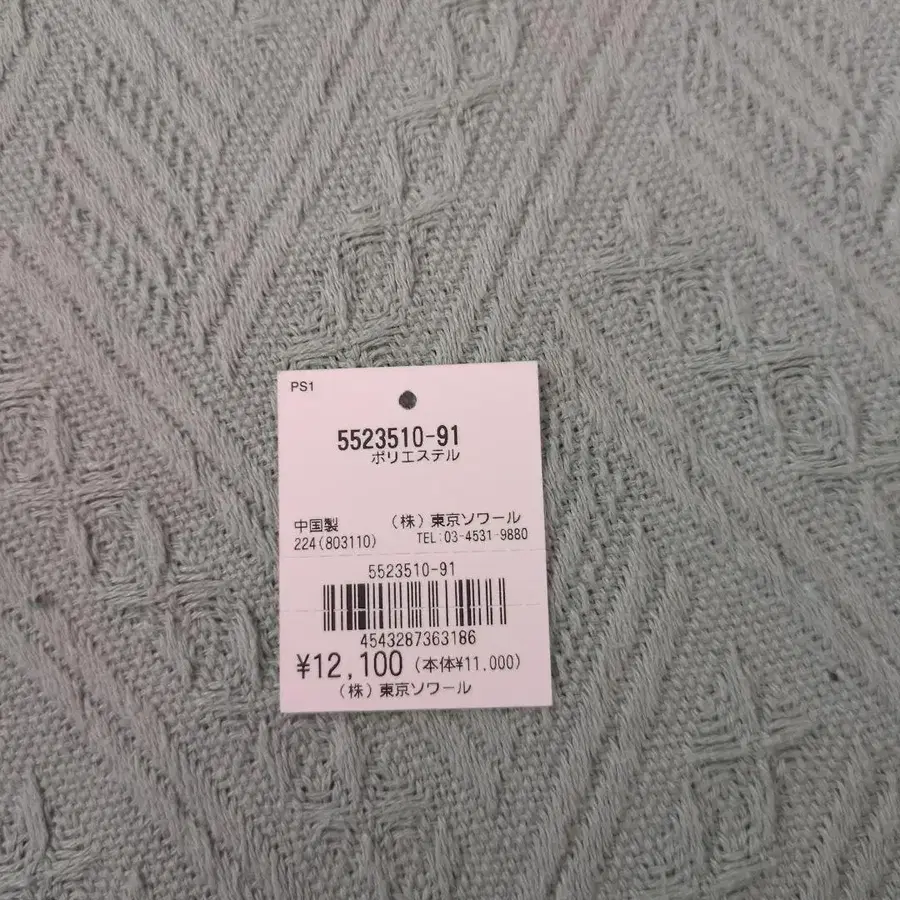 PS1
5523510-91
ポリエステル
中国製 (株)東京ソワール
224(803110) TEL:03-4531-9880
5523510-91
4543287363186
¥12,100 (本体¥11,000)
(株)東京ソワール